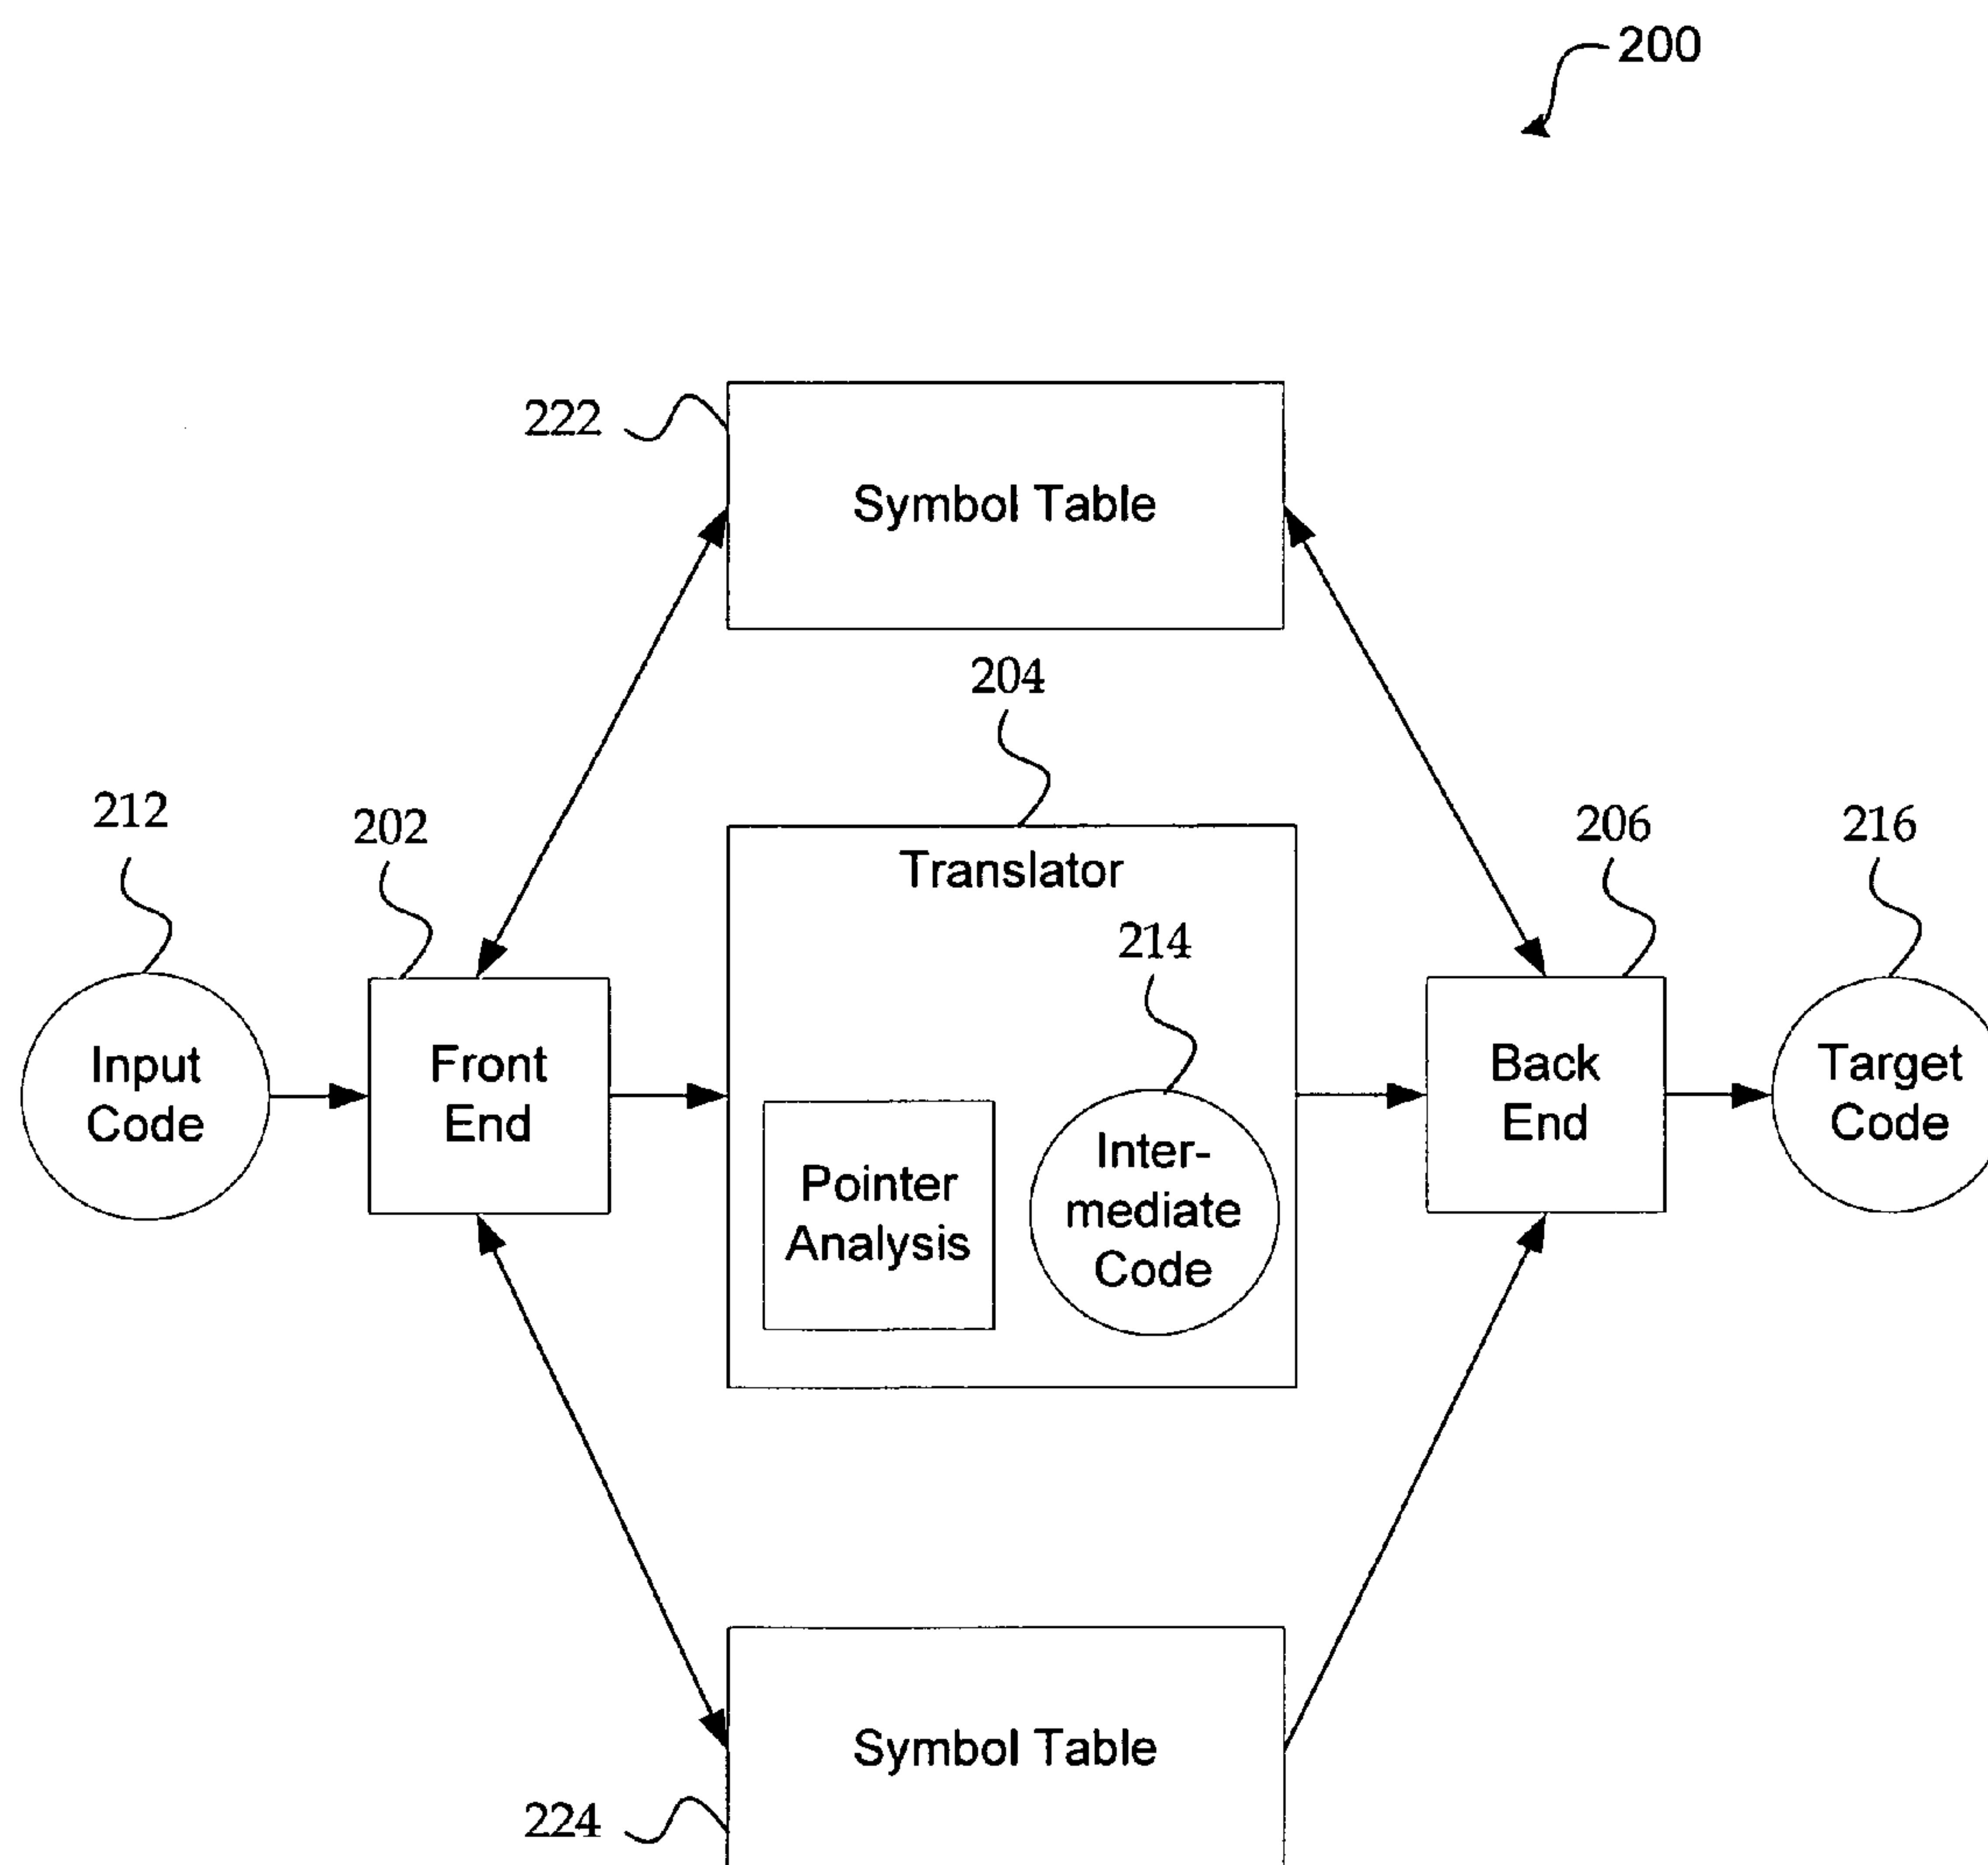 200
222
Symbol Table
204
212
202
206
216
Translator
214
Input
Code
Front
End
Pointer
Analysis
Inter-
mediate
Code
Back
End
Target
Code
Symbol Table
224